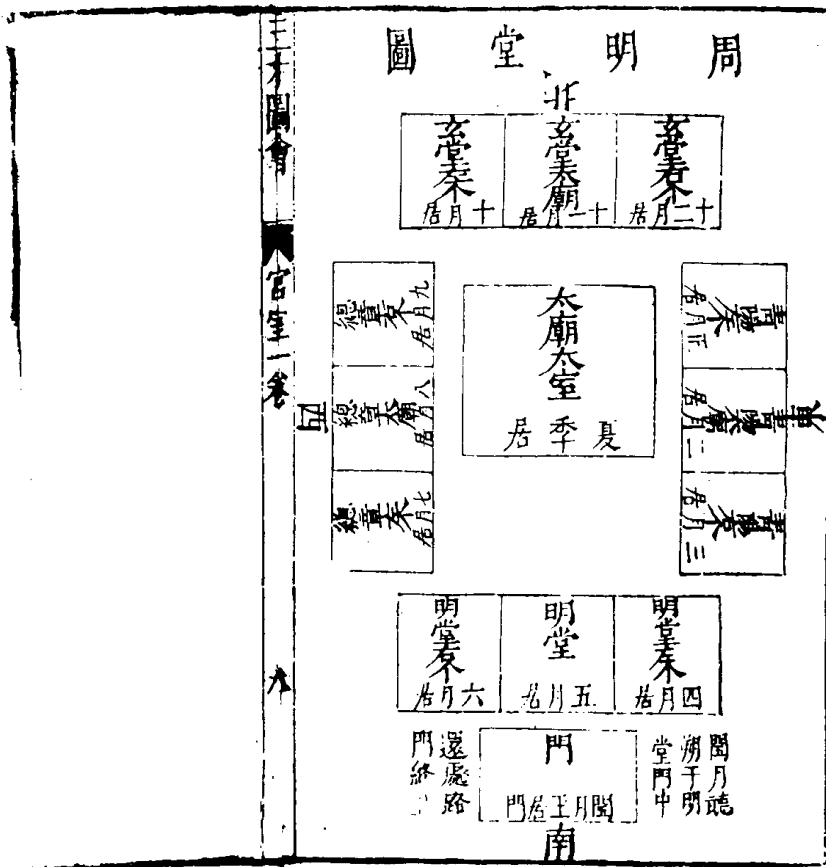 周明堂圖
北
玄堂右个
十二月居
玄堂太廟
十一月居
玄堂左个
十月居
東
青陽左个
正月居
青陽太廟
二月居
青陽右个
三月居
太廟太室
夏季居
西
總章右个
九月居
總章太廟
八月居
總章左个
七月居
明堂左个
四月居
明堂
五月居
明堂右个
六月居
閏月聽
朔于明
堂門中
門
閏月王居門
還處路
門終
南
三才圖會
宮室一卷